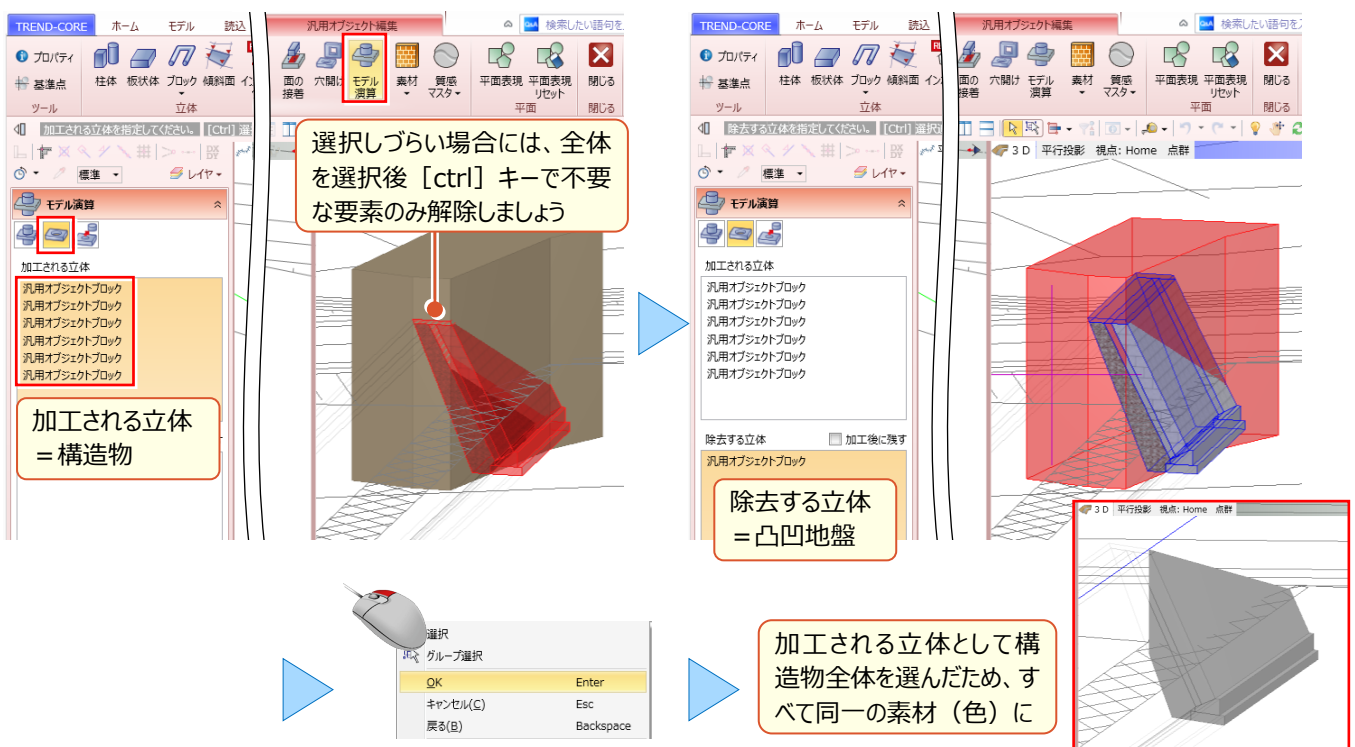 TREND-CORE
ホーム
モデル
読込
汎用オブジェクト編集
検索したい語句を
プロパティ
基準点
ツール
柱体
板状体
ブロック
傾斜面
立体
面の
接着
穴開け
モデル
演算
素材
質感
マスタ
平面表現
平面表現
リセット
平面
閉じる
閉じる
加工される立体を指定してください。
[Ctrl]
標準
レイヤ
モデル演算
加工される立体
汎用オブジェクトブロック
汎用オブジェクトブロック
汎用オブジェクトブロック
汎用オブジェクトブロック
汎用オブジェクトブロック
汎用オブジェクトブロック
加工される立体
=構造物
選択しづらい場合には、全体
を選択後［ctrl］キーで不要
な要素のみ解除しましょう
TREND-CORE
ホーム
モデル
読込
汎用オブジェクト編集
検索したい語句を
プロパティ
基準点
ツール
柱体
板状体
ブロック
傾斜面
立体
面の
接着
穴開け
モデル
演算
素材
質感
マスタ
平面表現
平面表現
リセット
平面
閉じる
閉じる
除去する立体を指定してください。
[Ctrl]
標準
レイヤ
3 D
平行投影
視点: Home
点群
モデル演算
加工される立体
汎用オブジェクトブロック
汎用オブジェクトブロック
汎用オブジェクトブロック
汎用オブジェクトブロック
汎用オブジェクトブロック
汎用オブジェクトブロック
除去する立体
加工後に残す
汎用オブジェクトブロック
除去する立体
=凸凹地盤
3 D 平行投影 視点: Home 点群
選択
グループ選択
OK Enter
キャンセル(C) Esc
戻る(B) Backspace
加工される立体として構
造物全体を選んだため、す
べて同一の素材（色）に